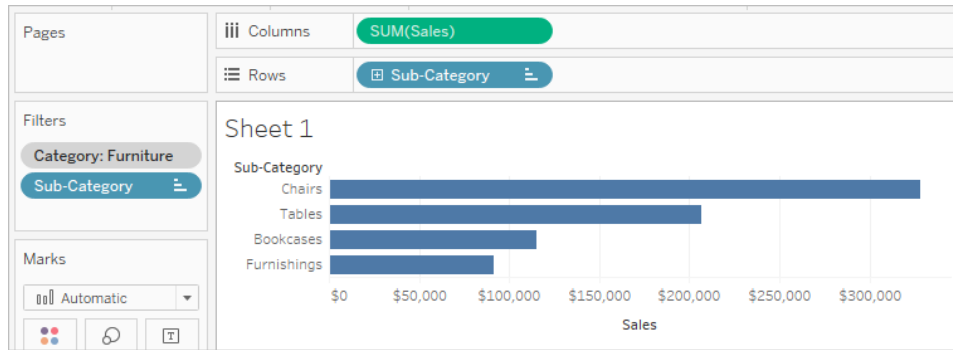 Pages
Columns
SUM(Sales)
Rows
Sub-Category
Filters
Category: Furniture
Sub-Category
Marks
Automatic
T
Sheet 1
Sub-Category
Chairs
Tables
Bookcases
Furnishings
$0 $50,000 $100,000 $150,000 $200,000 $250,000 $300,000
Sales